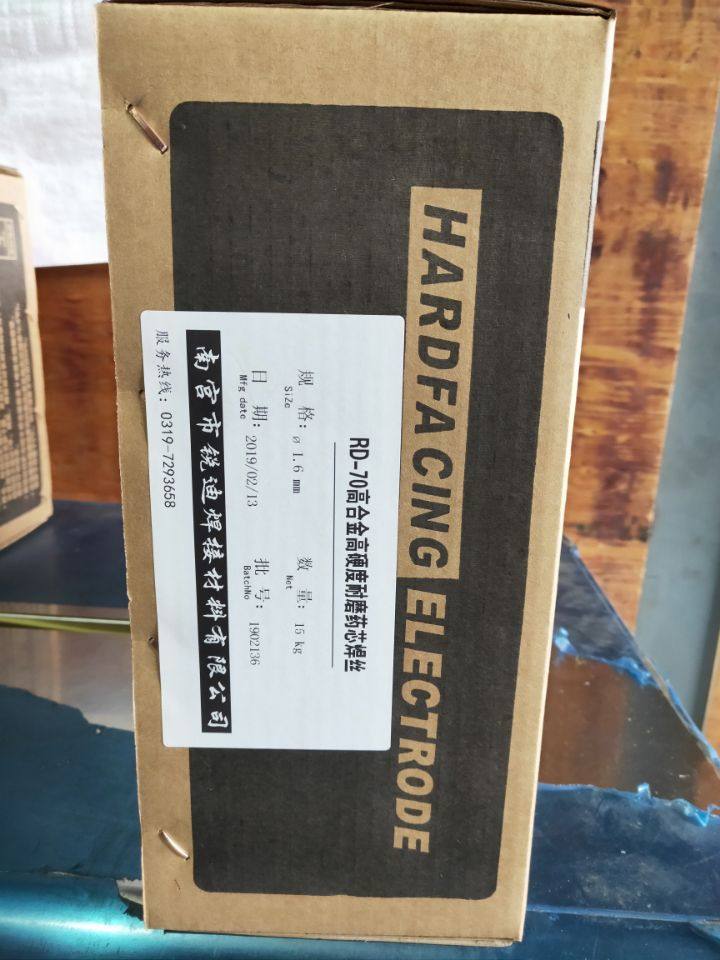 HARDFACING ELECTRODE
RD-70高合金高硬度耐磨药芯焊丝
规 格: ø 1.6 mm 数 量: 15 kg
SiZe Net
日 期: 2019/02/13 批 号: 1902136
Mfg date BatchNo
南宫市锐迪焊接材料有限公司
服务热线: 0319-7293658